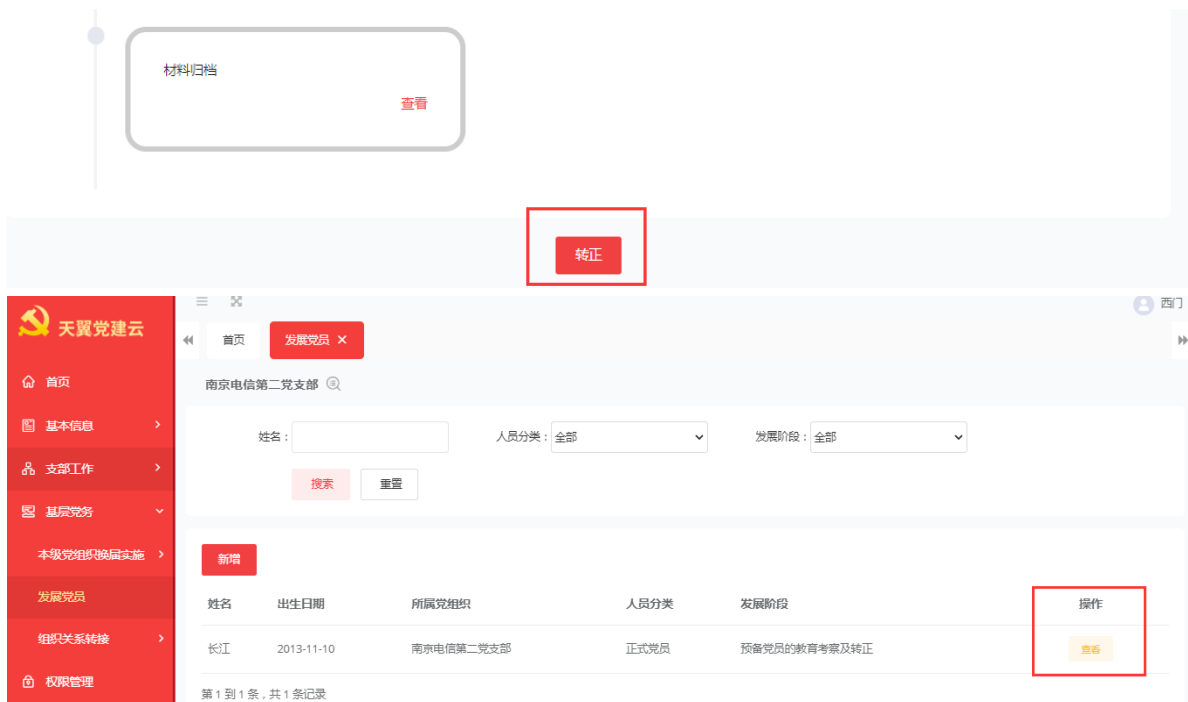 材料归档
查看
转正
天翼党建云
西门
首页
发展党员 ×
首页
南京电信第二党支部
基本信息
姓名：
人员分类：全部
发展阶段：全部
支部工作
搜索
重置
基层党务
本级党组织换届实施
新增
发展党员
姓名
出生日期
所属党组织
人员分类
发展阶段
操作
组织关系转接
长江
2013-11-10
南京电信第二党支部
正式党员
预备党员的教育考察及转正
查看
权限管理
第 1 到 1 条，共 1 条记录